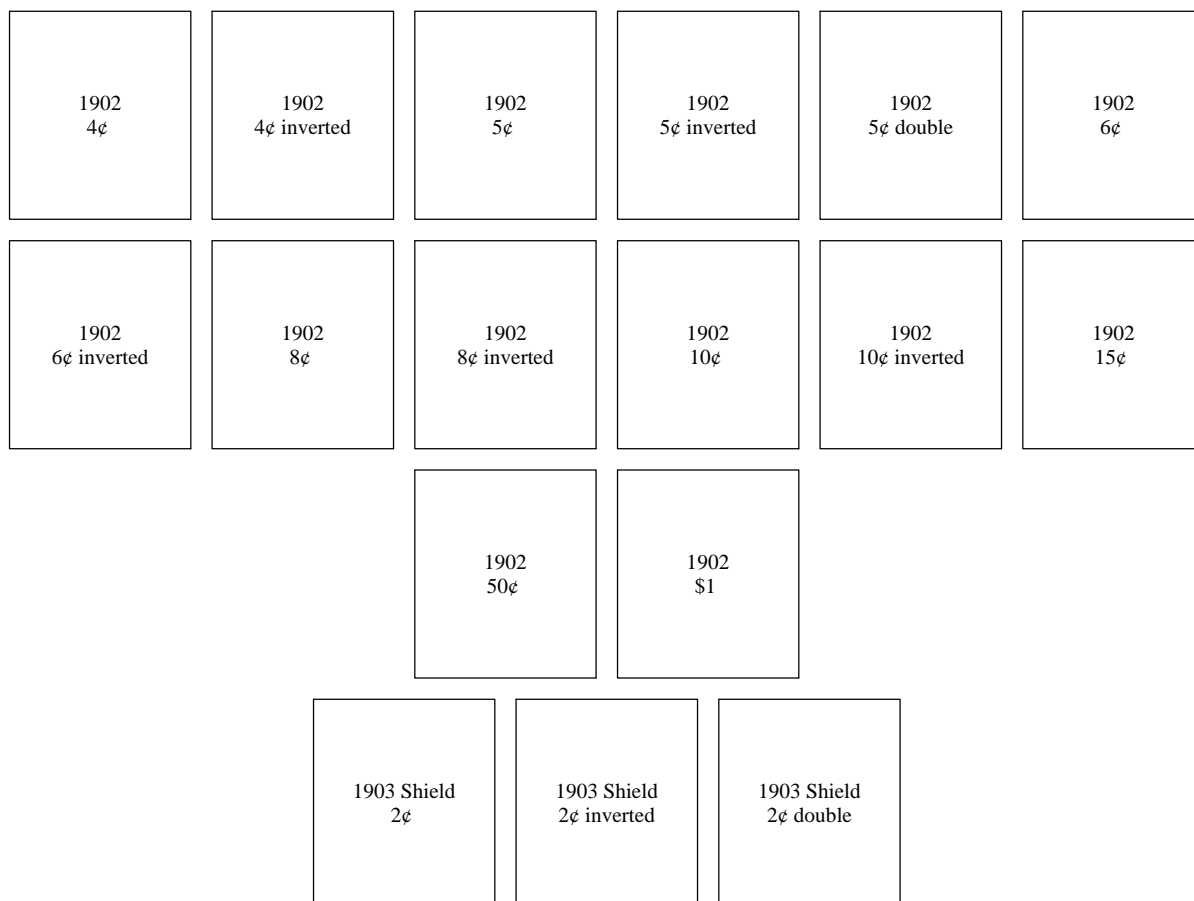 1902
4¢
1902
4¢ inverted
1902
5¢
1902
5¢ inverted
1902
5¢ double
1902
6¢
1902
6¢ inverted
1902
8¢
1902
8¢ inverted
1902
10¢
1902
10¢ inverted
1902
15¢
1902
50¢
1902
$1
1903 Shield
2¢
1903 Shield
2¢ inverted
1903 Shield
2¢ double